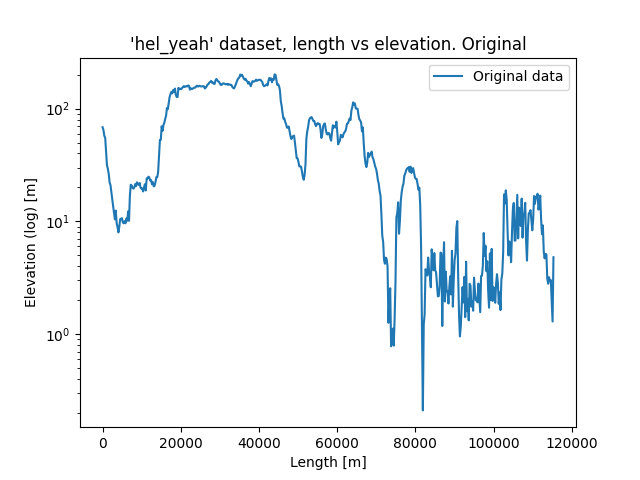 'hel_yeah' dataset, length vs elevation. Original
Original data
Elevation (log) [m]
10²
10¹
10⁰
0 20000 40000 60000 80000 100000 120000
Length [m]